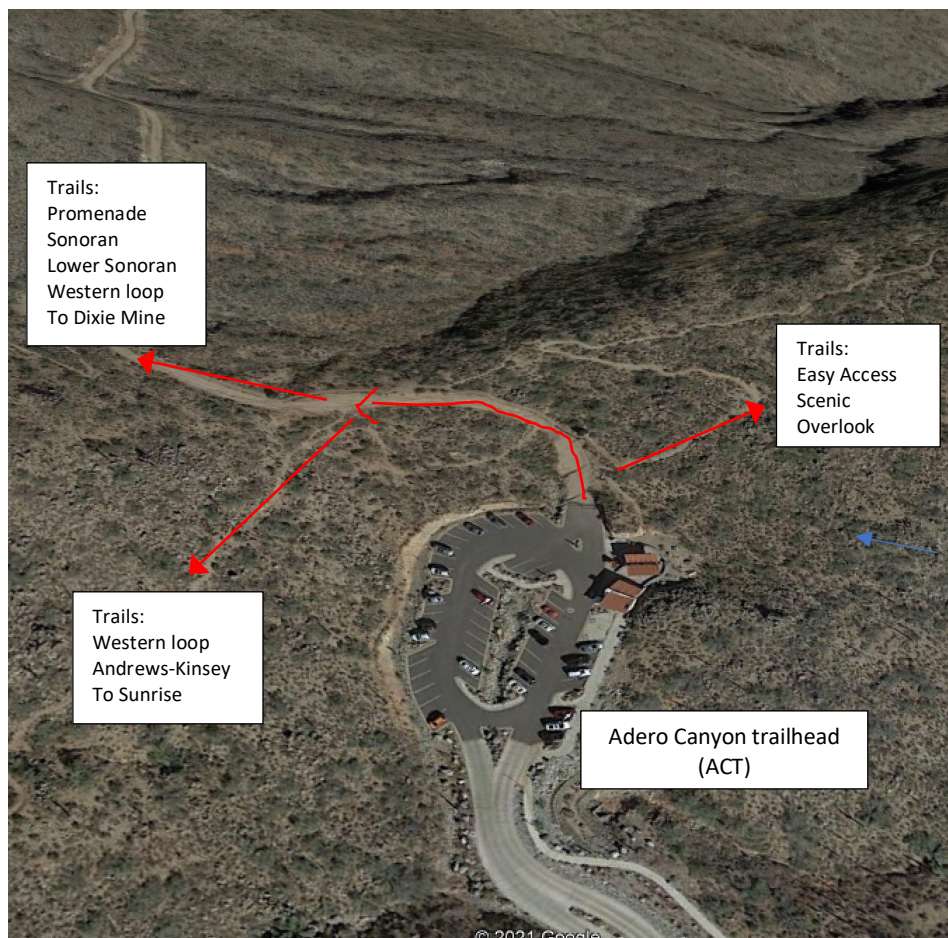 Trails:
Promenade
Sonoran
Lower Sonoran
Western loop
To Dixie Mine
Trails:
Easy Access
Scenic
Overlook
Trails:
Western loop
Andrews-Kinsey
To Sunrise
Adero Canyon trailhead
(ACT)
© 2021 Google